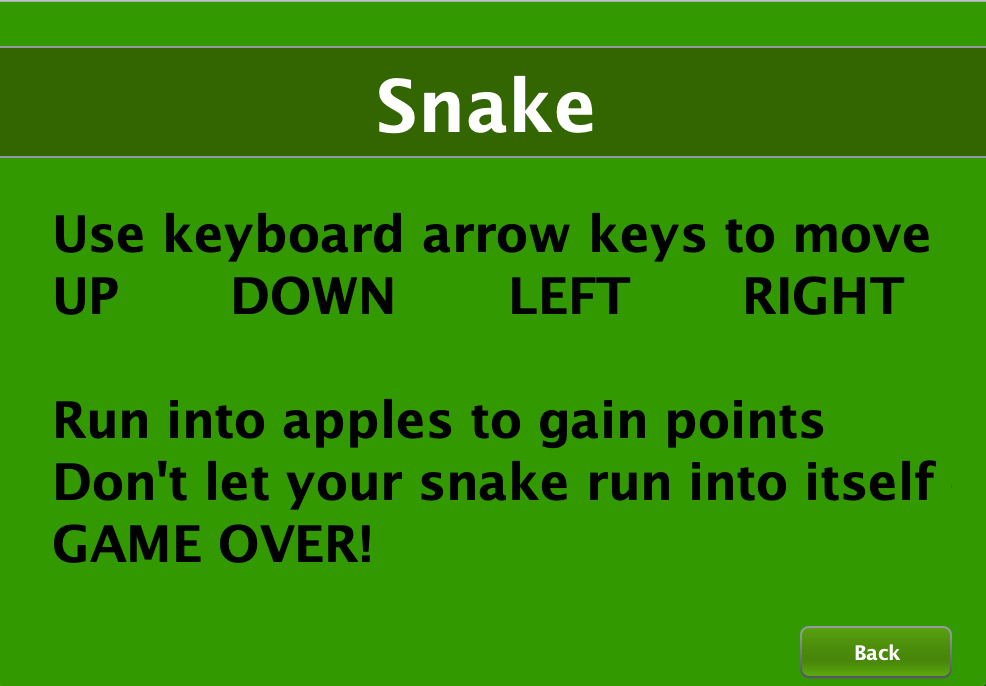 Snake
Use keyboard arrow keys to move
UP DOWN LEFT RIGHT
Run into apples to gain points
Don't let your snake run into itself
GAME OVER!
Back